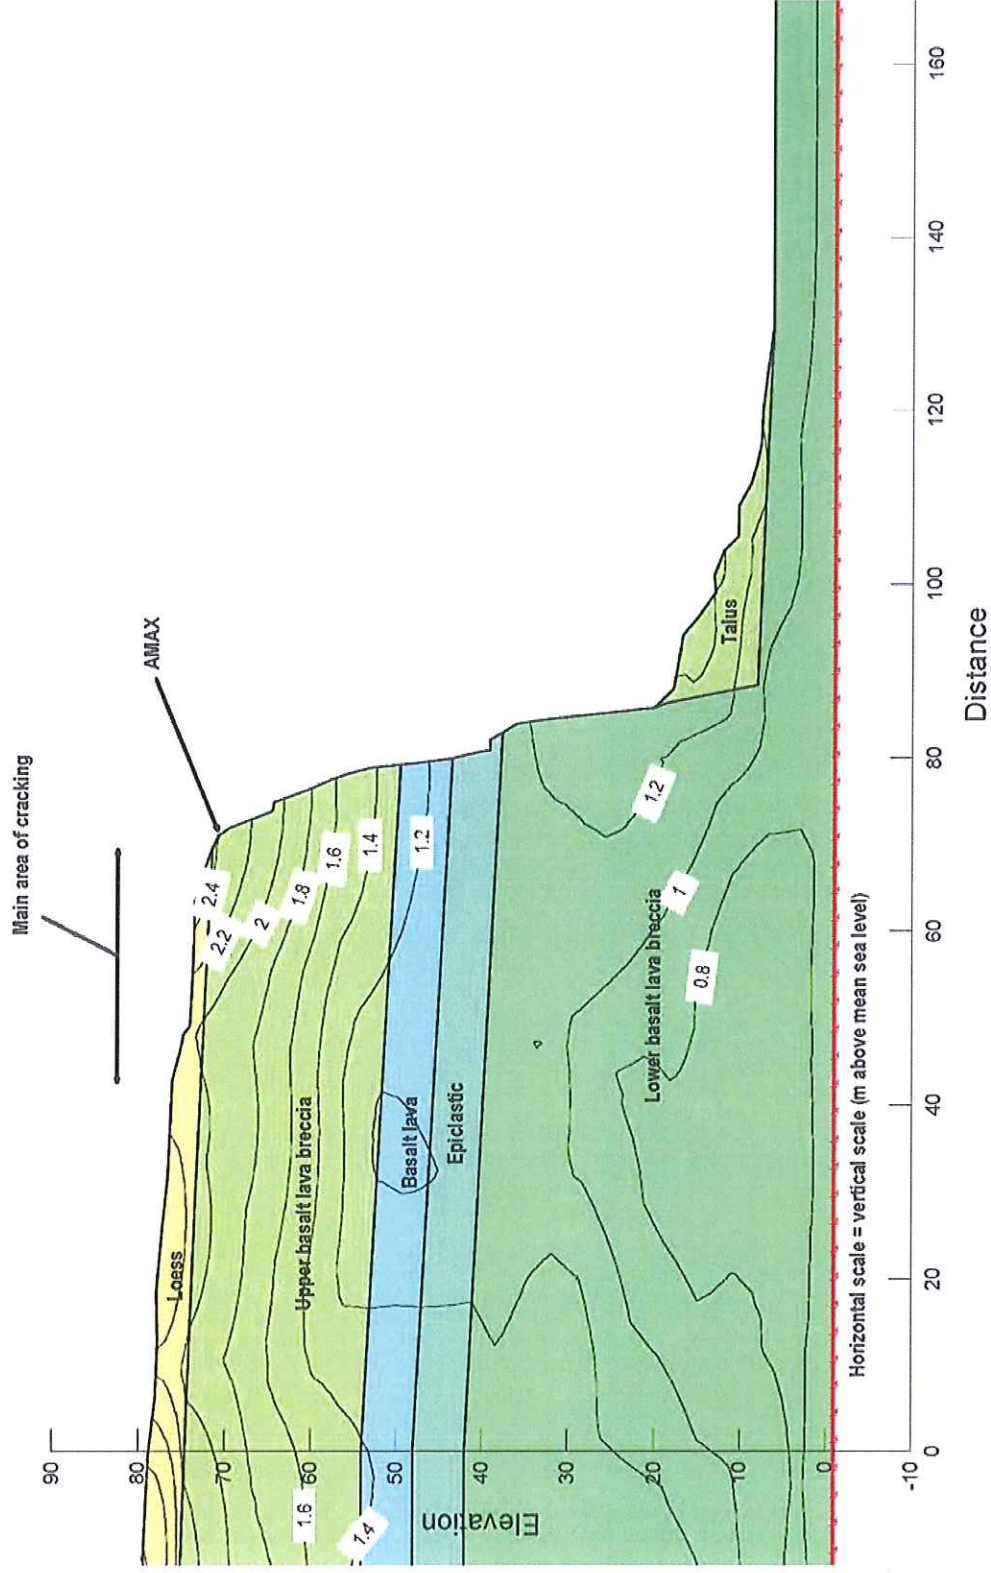 Main area of cracking
AMAX
90
80
70
60
50
40
30
20
10
0
-10
Elevation
Loess
Upper basalt lava breccia
Basalt lava
Epiclastic
Lower basalt lava breccia
Talus
2.4
2.2
2
1.8
1.6
1.4
1.2
1.6
1.4
1.2
1
0.8
Horizontal scale = vertical scale (m above mean sea level)
0
20
40
60
80
100
120
140
160
Distance